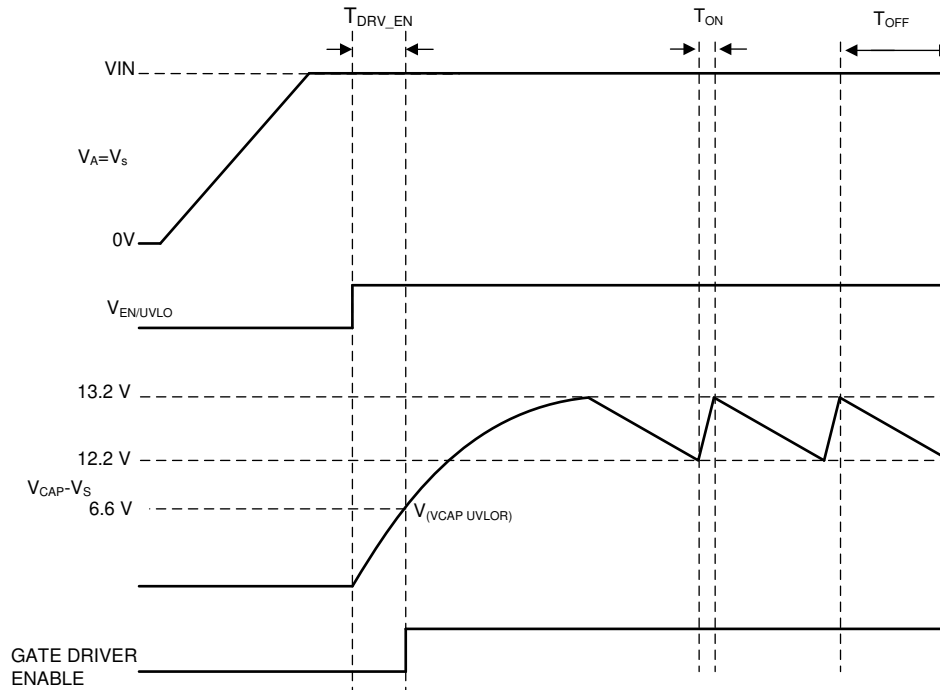 T_DRV_EN
T_ON
T_OFF
VIN
V_A=V_s
0V
V_EN/UVLO
13.2 V
12.2 V
V_CAP-V_S
6.6 V
V_(VCAP UVLOR)
GATE DRIVER
ENABLE